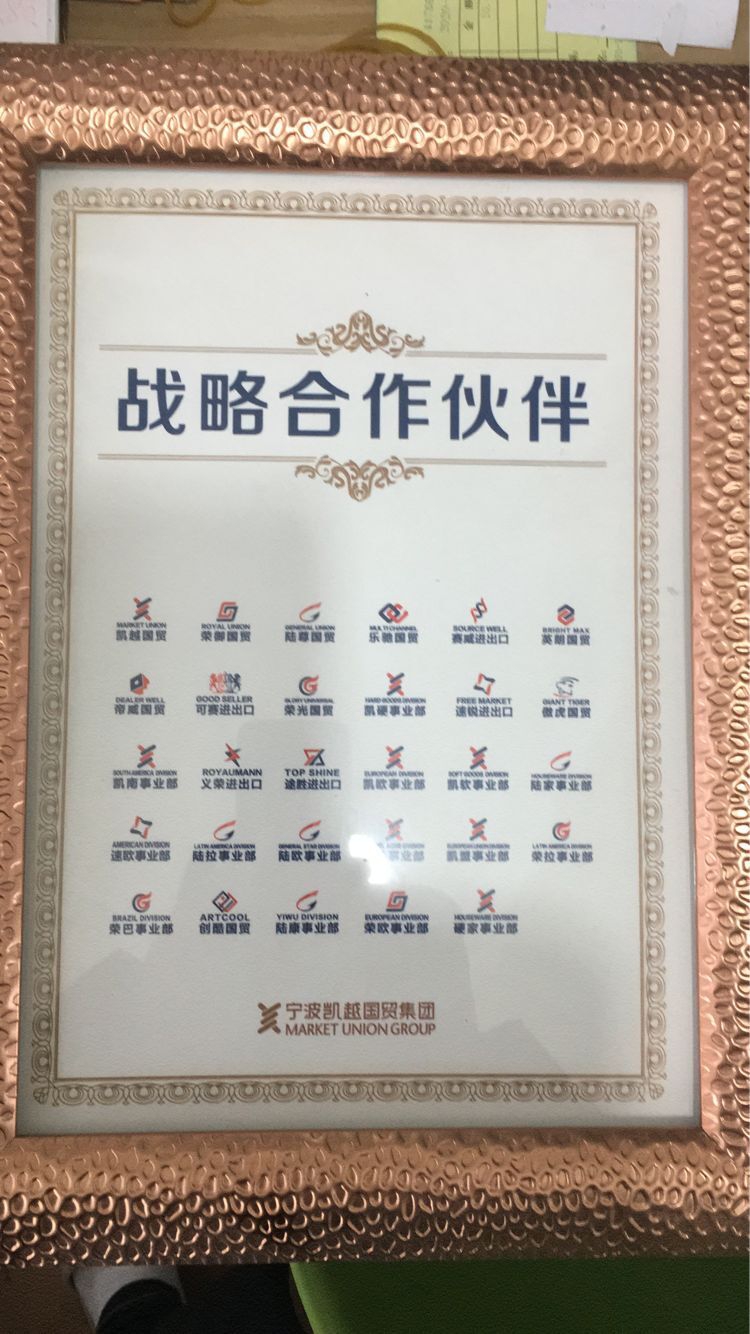 战略合作伙伴
MARKET UNION ROYAL UNION GENERAL UNION MULTI CHANNEL SOURCE WELL BRIGHT MAX
凯越国贸 荣御国贸 陆尊国贸 乐驰国贸 赛威进出口 英朗国贸
DEALER WELL GOOD SELLER GLORY UNIVERSAL HARD GOODS DIVISION FREE MARKET GIANT TIGER
帝威国贸 可赛进出口 荣光国贸 凯硬事业部 速锐进出口 傲虎国贸
SOUTH AMERICA DIVISION ROYAUMANN TOP SHINE EUROPEAN DIVISION SOFT GOODS DIVISION HOUSEWARE DIVISION
凯南事业部 义荣进出口 途胜进出口 凯欧事业部 凯软事业部 陆家事业部
AMERICAN DIVISION LATIN AMERICA DIVISION GENERAL STAR DIVISION DIVISION EUROPEAN UNION DIVISION LATIN AMERICA DIVISION
速欧事业部 陆拉事业部 陆欧事业部 事业部 凯盟事业部 荣拉事业部
BRAZIL DIVISION ARTCOOL YIWU DIVISION EUROPEAN DIVISION HOUSEWARE DIVISION
荣巴事业部 创酷国贸 陆康事业部 荣欧事业部 硬家事业部
宁波凯越国贸集团
MARKET UNION GROUP